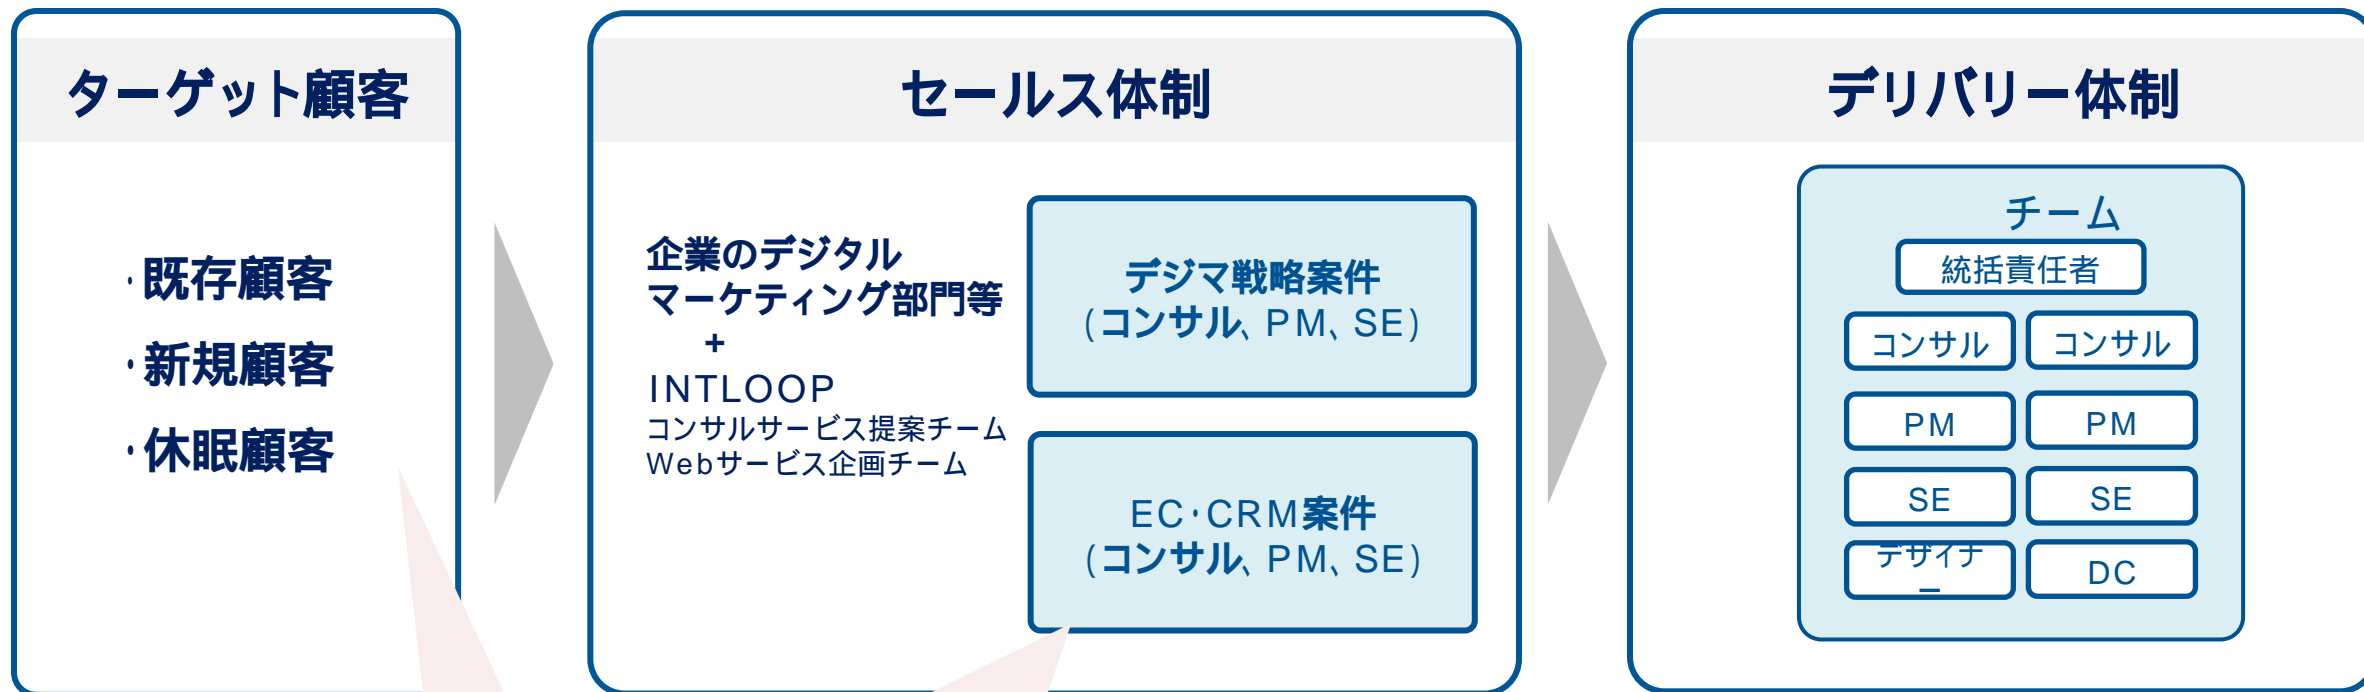 ターゲット顧客
・既存顧客
・新規顧客
・休眠顧客
セールス体制
企業のデジタル
マーケティング部門等
+
INTLOOP
コンサルサービス提案チーム
Webサービス企画チーム
デジマ戦略案件
(コンサル、PM、SE)
EC・CRM案件
(コンサル、PM、SE)
デリバリー体制
チーム
統括責任者
コンサル
コンサル
PM
PM
SE
SE
デザイナ
ー
DC